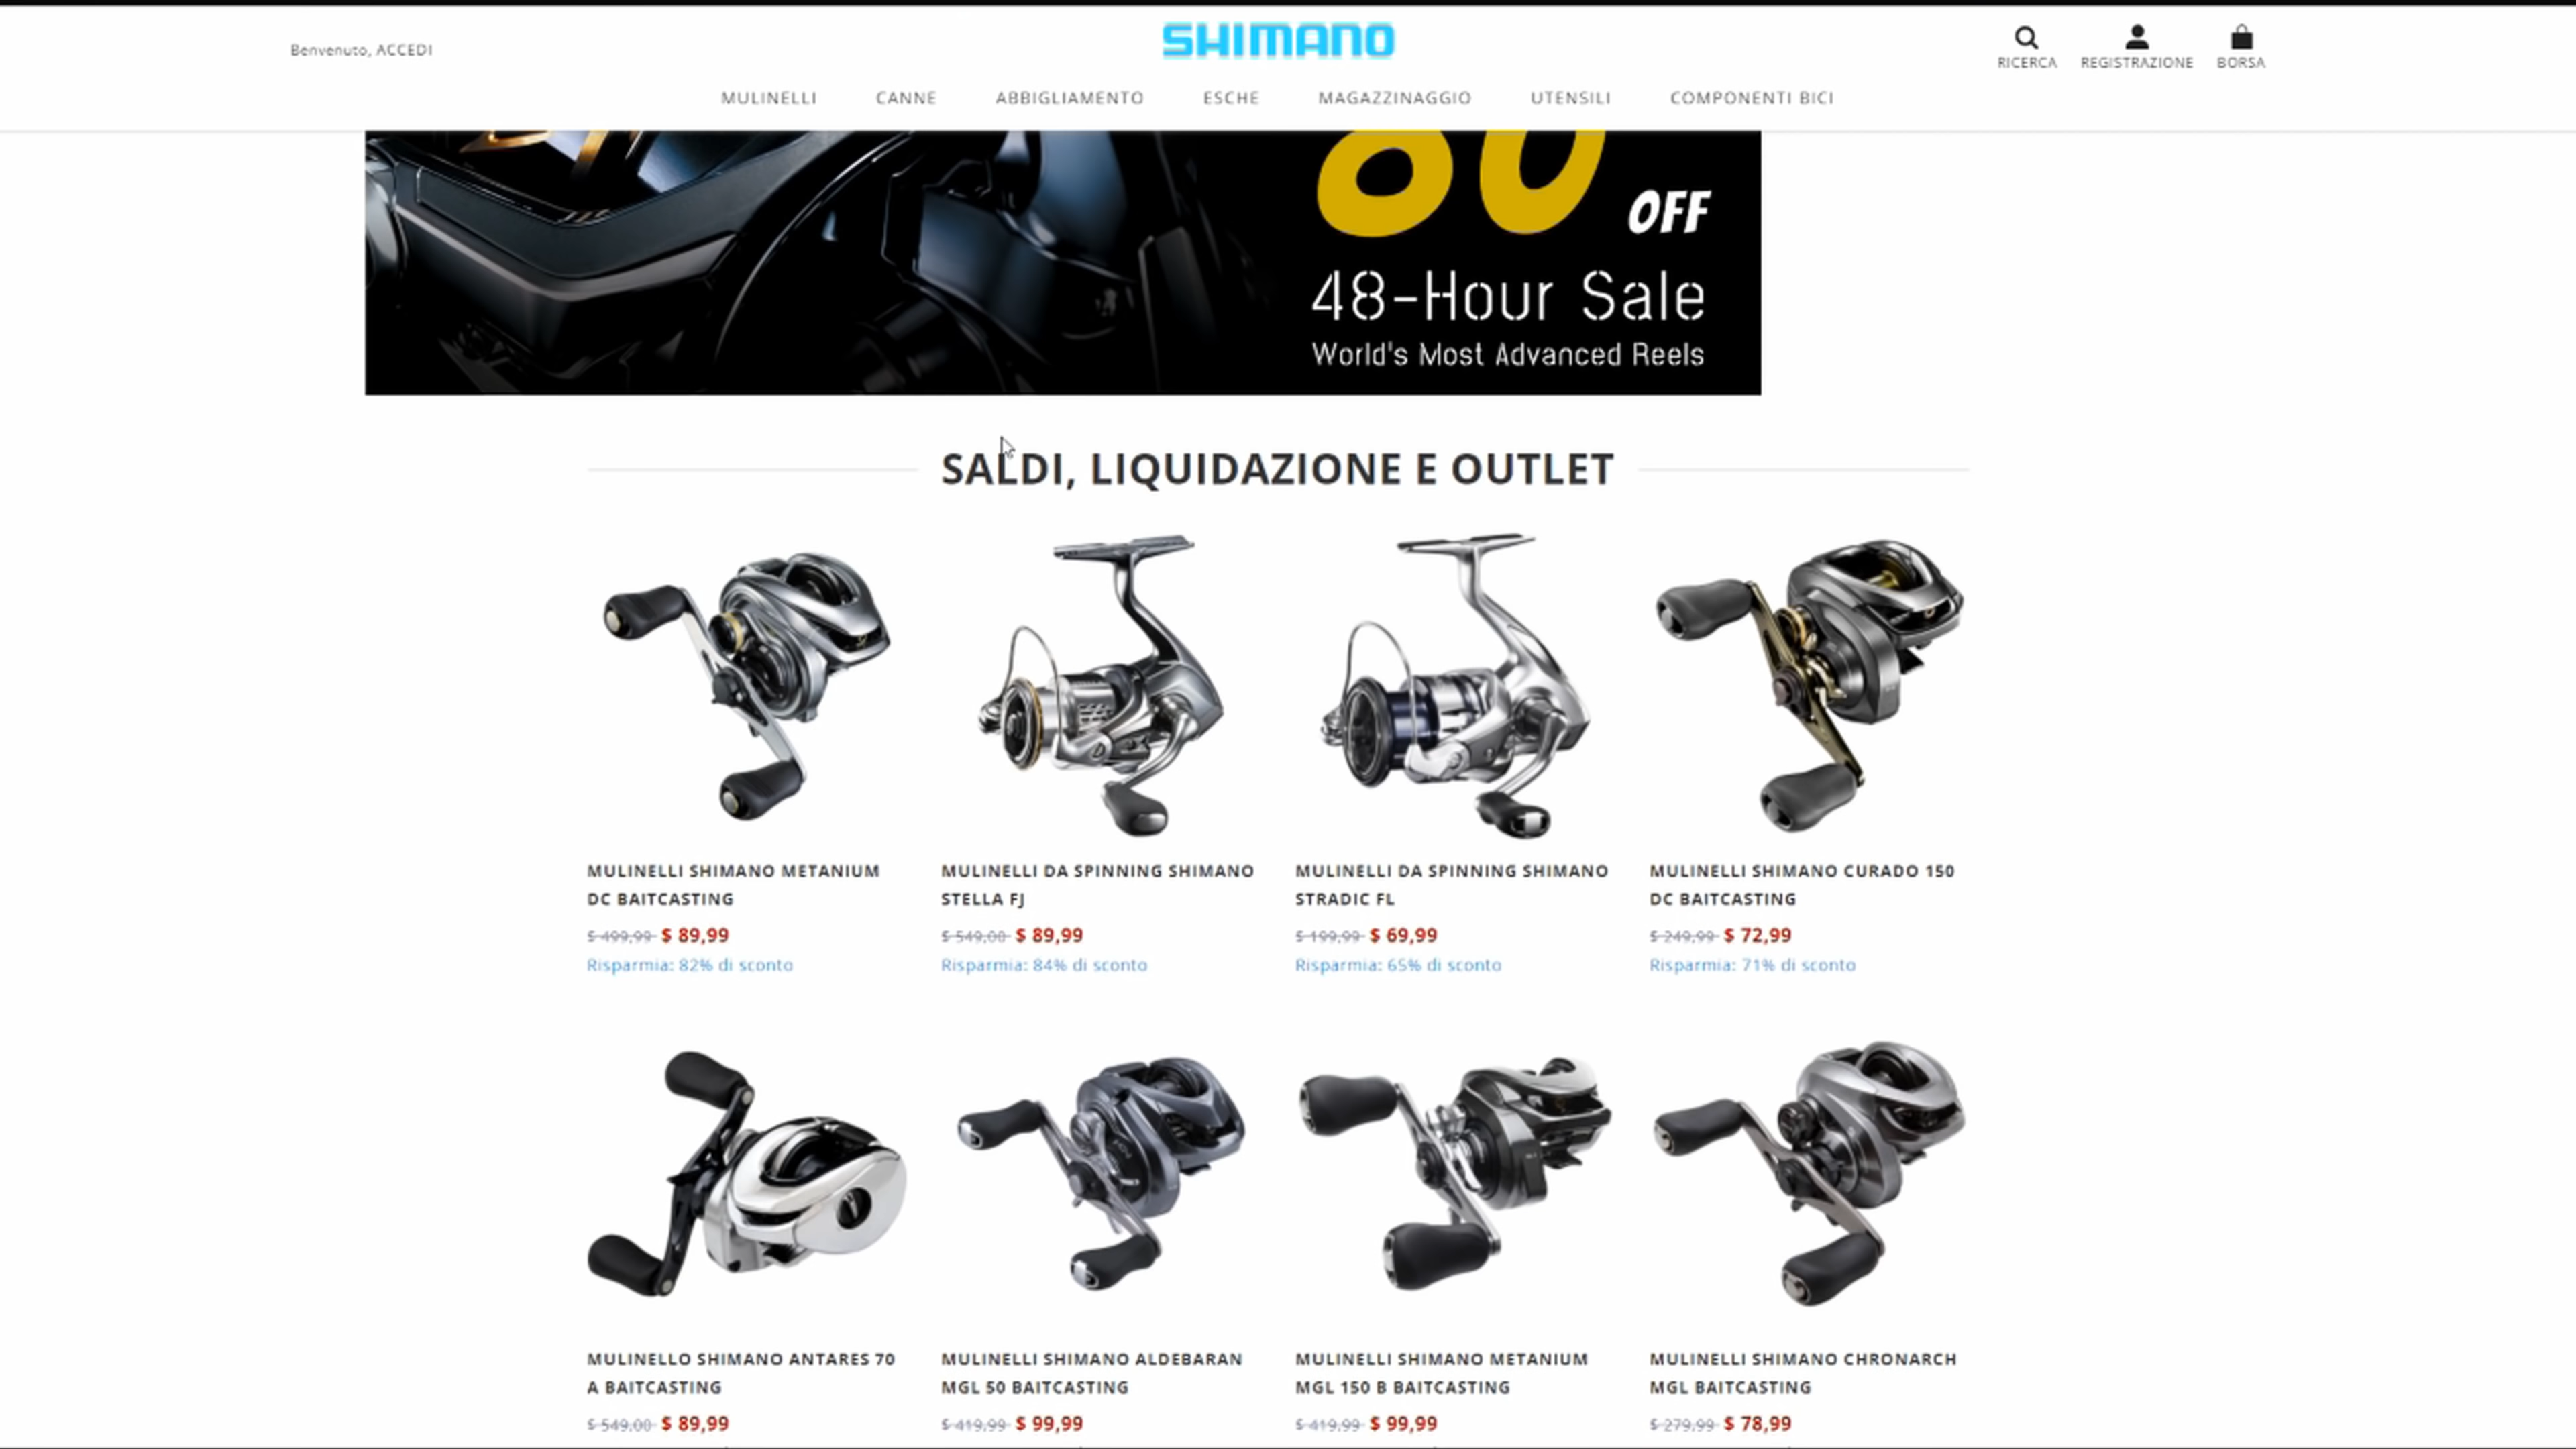 Benvenuto, ACCEDI
SHIMANO
RICERCA
REGISTRAZIONE
BORSA
MULINELLI
CANNE
ABBIGLIAMENTO
ESCHE
MAGAZZINAGGIO
UTENSILI
COMPONENTI BICI
80
OFF
48-Hour Sale
World's Most Advanced Reels
SALDI, LIQUIDAZIONE E OUTLET
MULINELLI SHIMANO METANIUM
DC BAITCASTING
$ 499,99 $ 89,99
Risparmia: 82% di sconto
MULINELLI DA SPINNING SHIMANO
STELLA FJ
$ 549,00 $ 89,99
Risparmia: 84% di sconto
MULINELLI DA SPINNING SHIMANO
STRADIC FL
$ 199,99 $ 69,99
Risparmia: 65% di sconto
MULINELLI SHIMANO CURADO 150
DC BAITCASTING
$ 249,99 $ 72,99
Risparmia: 71% di sconto
MULINELLO SHIMANO ANTARES 70
A BAITCASTING
$ 549,00 $ 89,99
MULINELLI SHIMANO ALDEBARAN
MGL 50 BAITCASTING
$ 419,99 $ 99,99
MULINELLI SHIMANO METANIUM
MGL 150 B BAITCASTING
$ 419,99 $ 99,99
MULINELLI SHIMANO CHRONARCH
MGL BAITCASTING
$ 279,99 $ 78,99